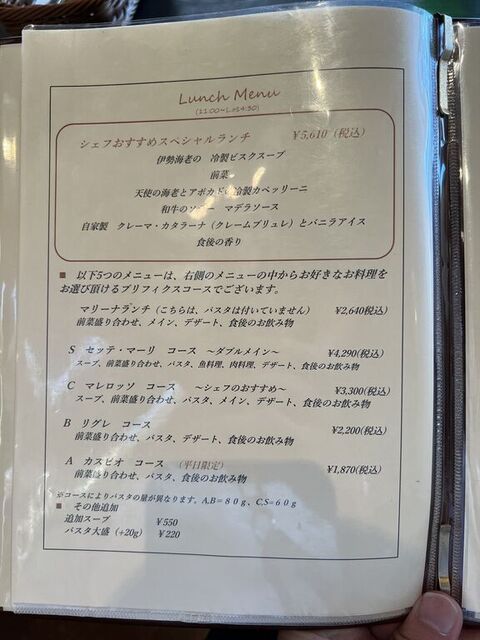 Lunch Menu
シェフおすすめスペシャルランチ ¥5,610（税込）
伊勢海老の 冷製ビスクスープ
前菜
天使の海老とアボカドの冷製カペッリーニ
和牛のソテー マデラソース
自家製 クレーマ・カタラーナ（クレームブリュレ）とバニラアイス
食後の香り
■ 以下5つのメニューは、右側のメニューの中からお好きなお料理を
お選び頂けるプリフィクスコースでございます。
マリーナランチ（こちらは、パスタは付いていません） ¥2,640(税込)
前菜盛り合わせ、メイン、デザート、食後のお飲み物
S セッテ・マーリ コース ～ダブルメイン～ ¥4,290(税込)
スープ、前菜盛り合わせ、パスタ、魚料理、肉料理、デザート、食後のお飲み物
C マレロッソ コース ～シェフのおすすめ～ ¥3,300(税込)
スープ、前菜盛り合わせ、パスタ、メイン、デザート、食後のお飲み物
B リグレ コース ¥2,200(税込)
前菜盛り合わせ、パスタ、デザート、食後のお飲み物
A カスピオ コース （平日限定） ¥1,870(税込)
前菜盛り合わせ、パスタ、食後のお飲み物
※コースによりパスタの量が異なります。A,B=80g、C,S=60g
■ その他追加
追加スープ ¥550
パスタ大盛（+20g） ¥220